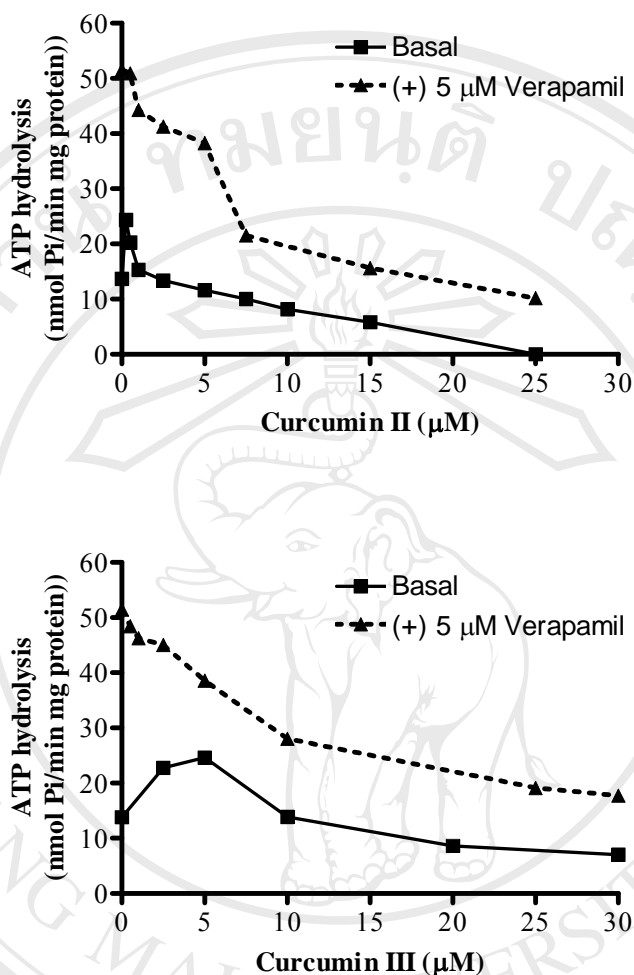 60
50
40
30
20
10
0
ATP hydrolysis
(nmol Pi/min mg protein))
Basal
(+) 5 μM Verapamil
0 5 10 15 20 25 30
Curcumin II (μM)
60
50
40
30
20
10
0
ATP hydrolysis
(nmol Pi/min mg protein))
Basal
(+) 5 μM Verapamil
0 5 10 15 20 25 30
Curcumin III (μM)